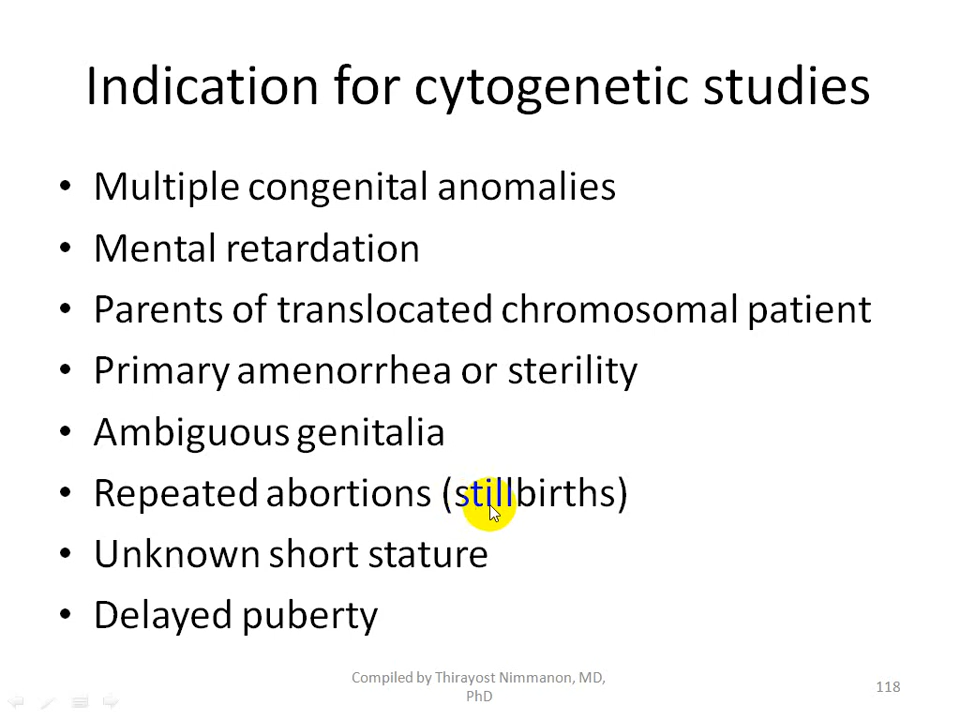 Indication for cytogenetic studies
• Multiple congenital anomalies
• Mental retardation
• Parents of translocated chromosomal patient
• Primary amenorrhea or sterility
• Ambiguous genitalia
• Repeated abortions (stillbirths)
• Unknown short stature
• Delayed puberty
Compiled by Thirayost Nimmanon, MD,
PhD
118